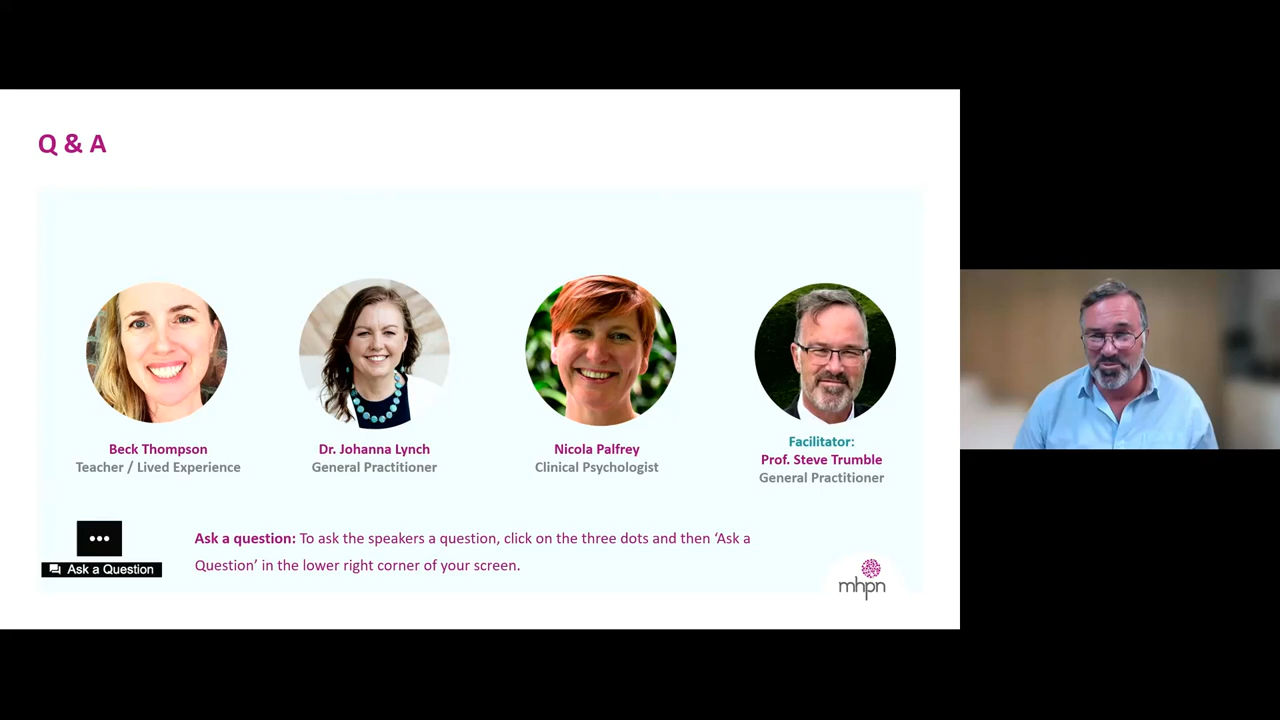 Q & A
Beck Thompson
Teacher / Lived Experience
Dr. Johanna Lynch
General Practitioner
Nicola Palfrey
Clinical Psychologist
Facilitator:
Prof. Steve Trumble
General Practitioner
Ask a Question
Ask a question: To ask the speakers a question, click on the three dots and then ‘Ask a
Question’ in the lower right corner of your screen.
mhpn